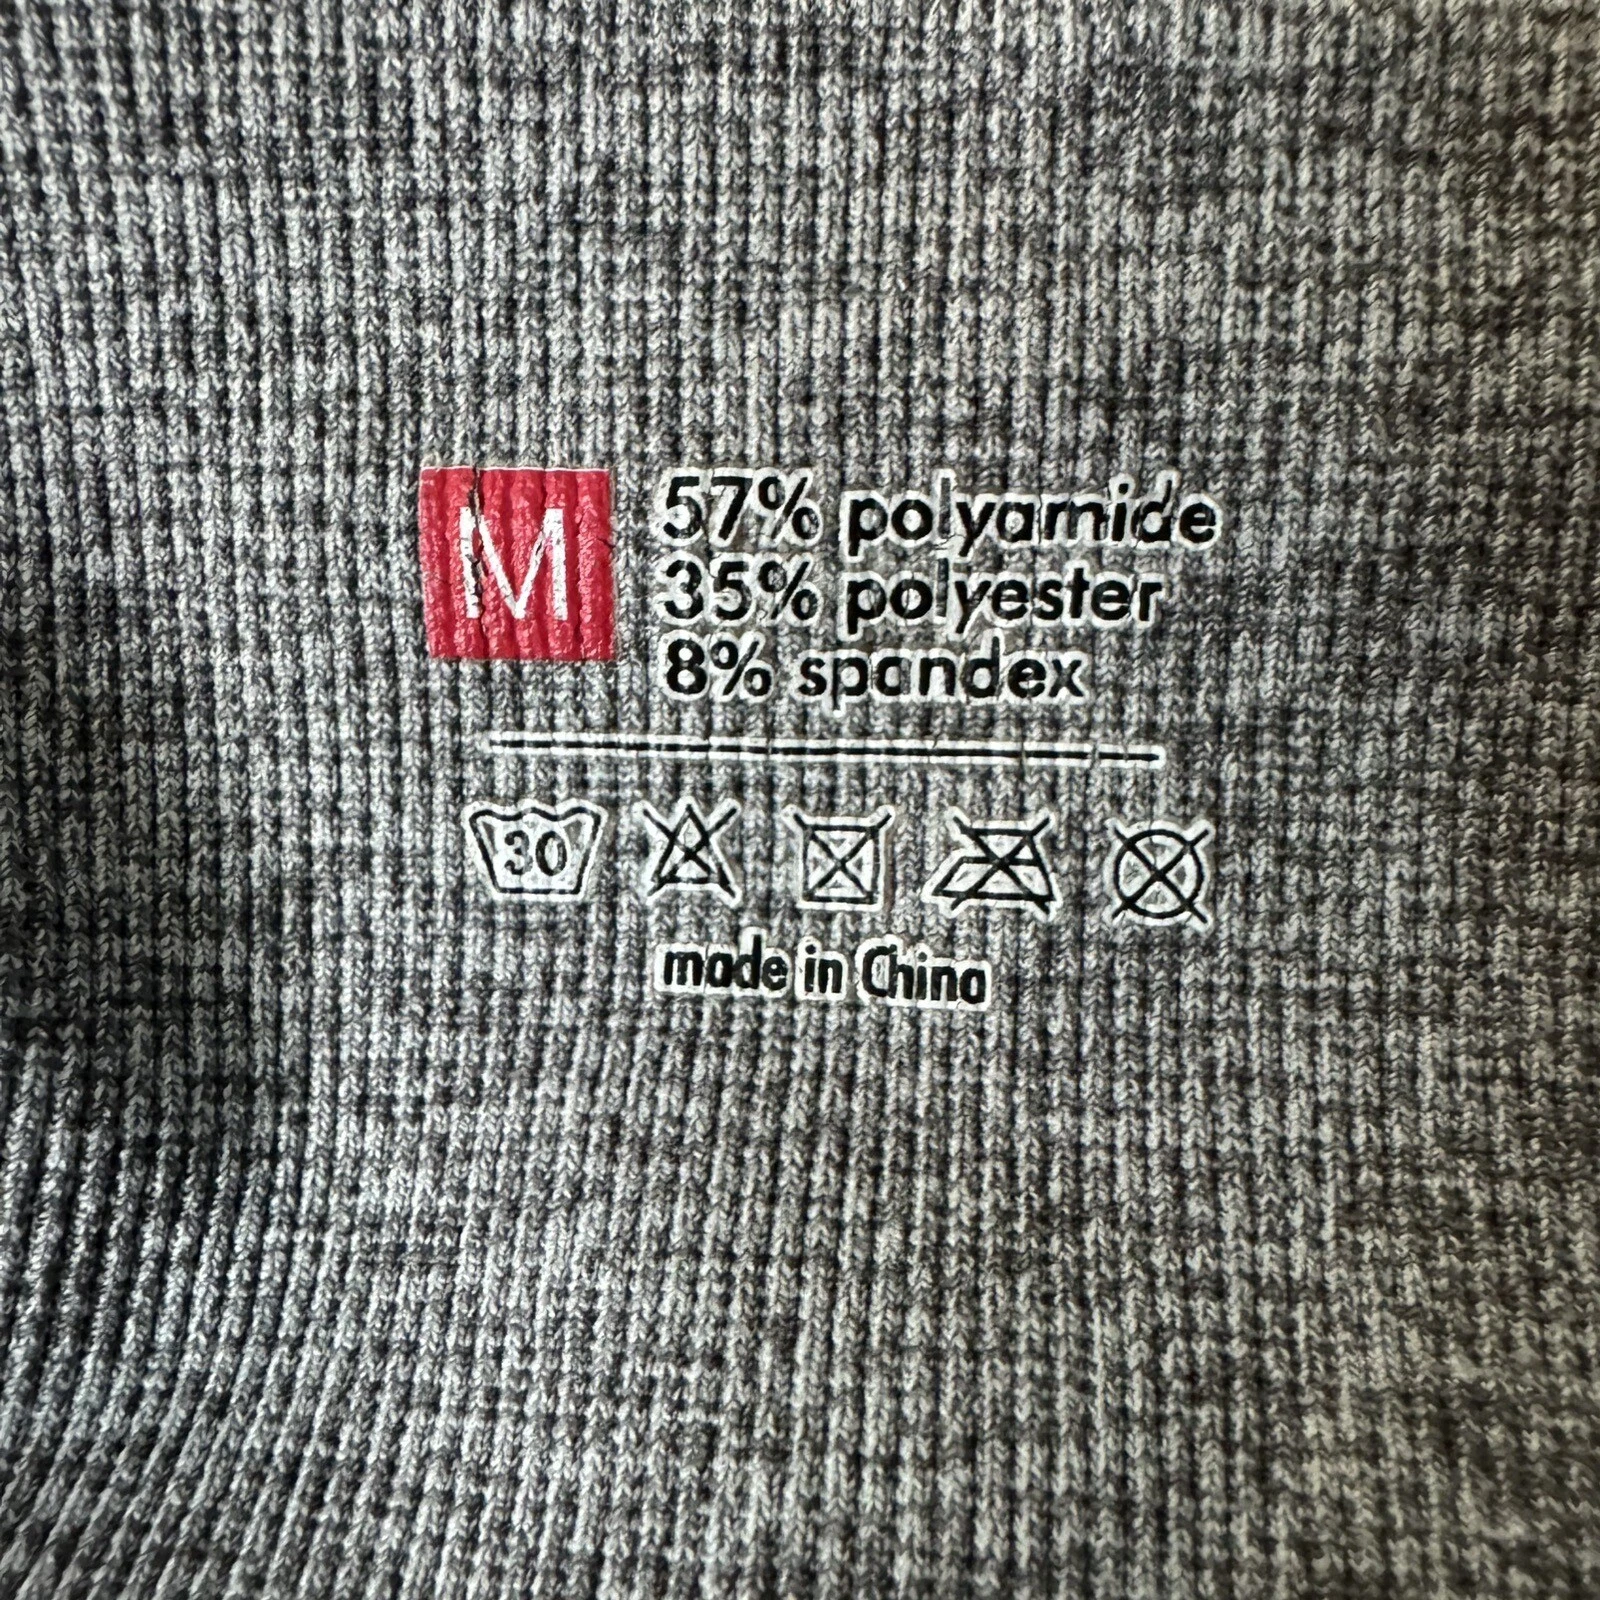 M
57% polyamide
35% polyester
8% spandex
30
made in China